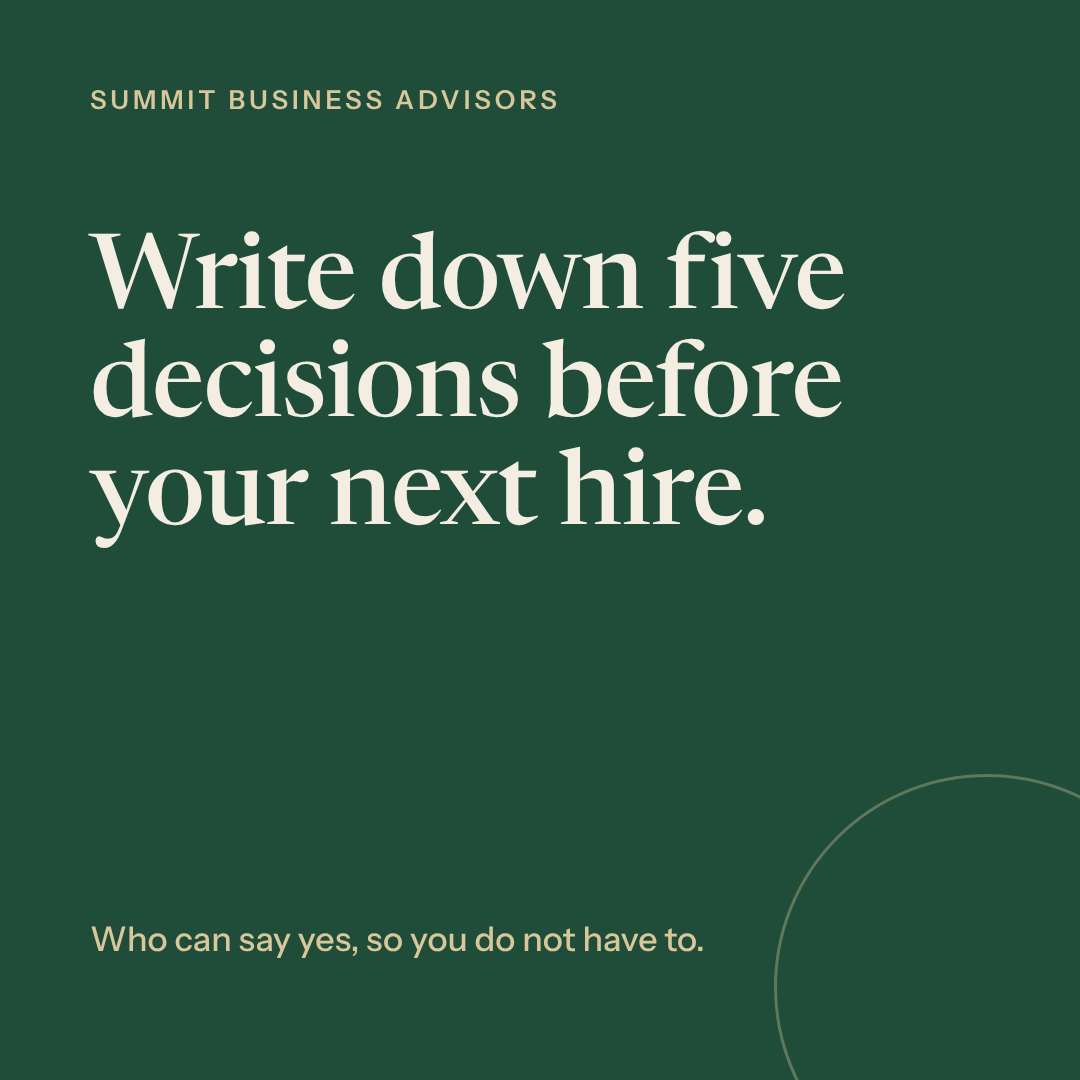 SUMMIT BUSINESS ADVISORS
Write down five
decisions before
your next hire.
Who can say yes, so you do not have to.